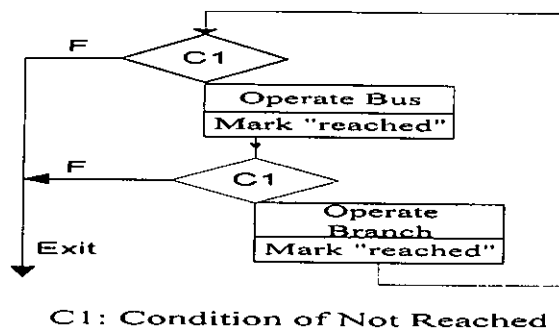 F
C1
Operate Bus
Mark "reached"
F
C1
Operate
Branch
Exit
Mark "reached"
C1: Condition of Not Reached